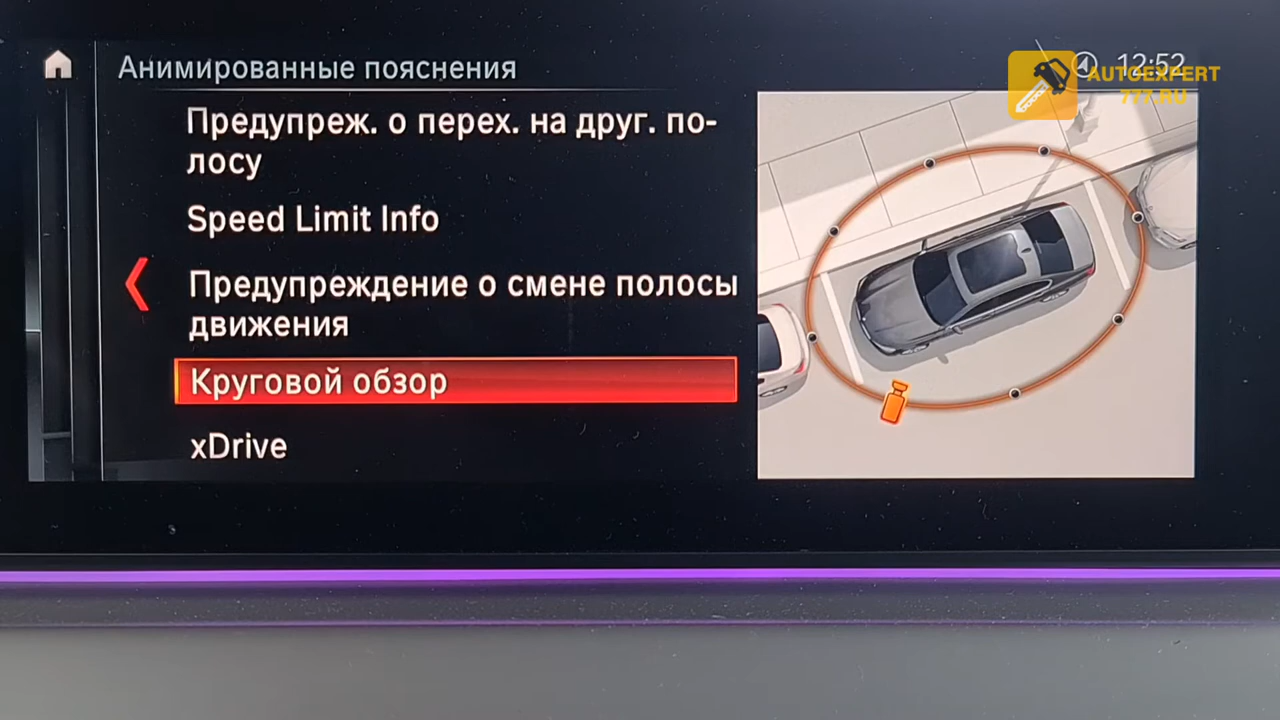 Анимированные пояснения
12:52
AUTOEXPERT
777.RU
Предупреж. о перех. на друг. по-
лосу
Speed Limit Info
Предупреждение о смене полосы
движения
Круговой обзор
xDrive